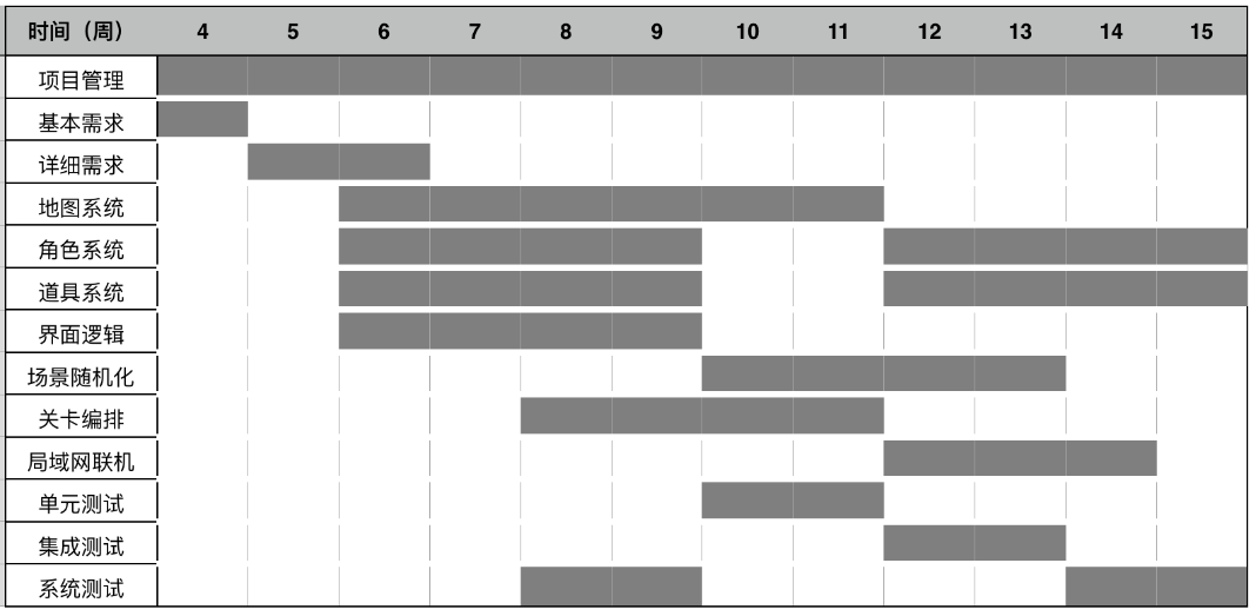 时间（周） 4 5 6 7 8 9 10 11 12 13 14 15
项目管理
基本需求
详细需求
地图系统
角色系统
道具系统
界面逻辑
场景随机化
关卡编排
局域网联机
单元测试
集成测试
系统测试